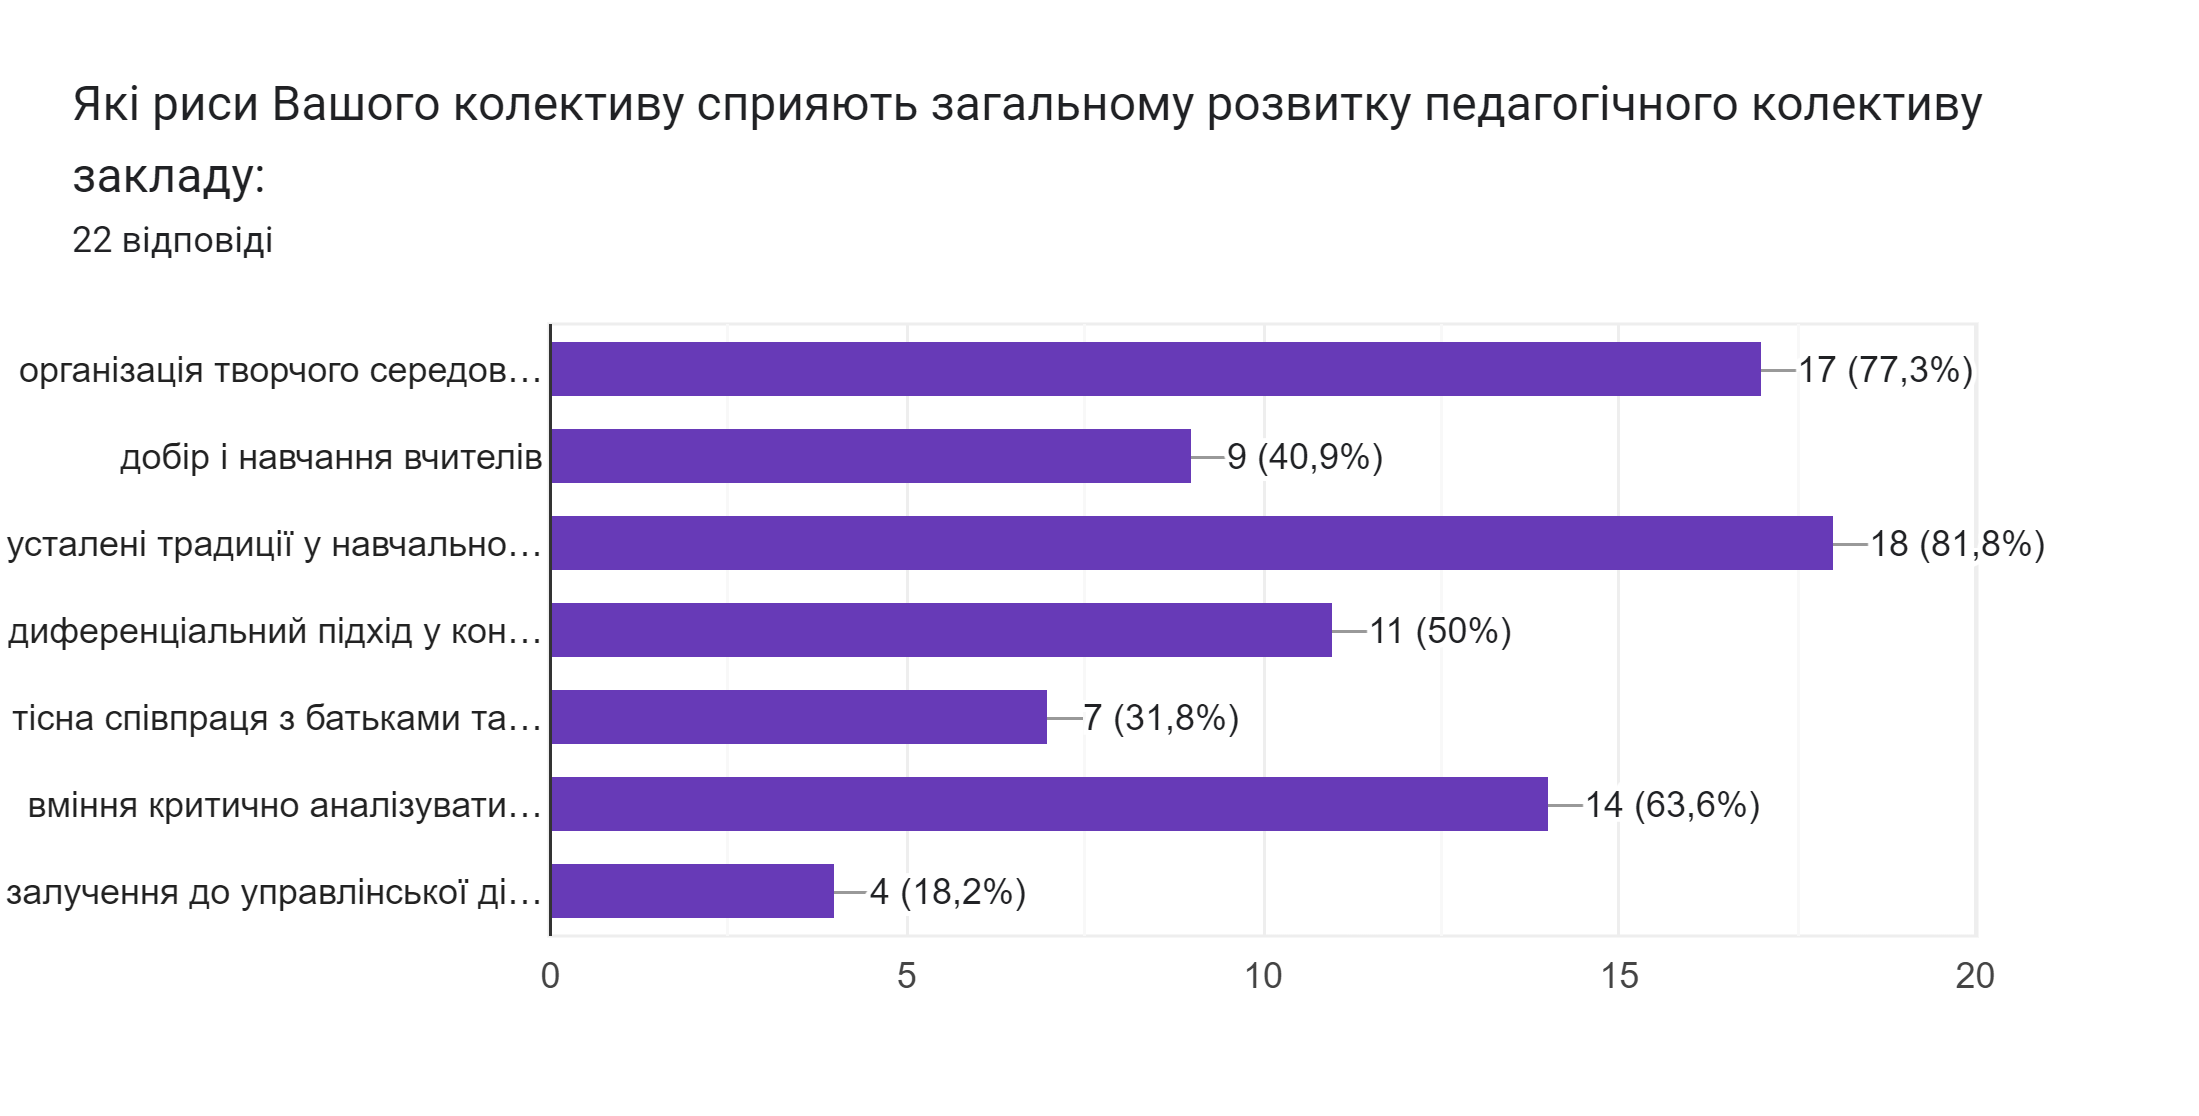 Які риси Вашого колективу сприяють загальному розвитку педагогічного колективу
закладу:
22 відповіді
організація творчого середов… 17 (77,3%)
добір і навчання вчителів 9 (40,9%)
усталені традиції у навчально… 18 (81,8%)
диференціальний підхід у кон… 11 (50%)
тісна співпраця з батьками та… 7 (31,8%)
вміння критично аналізувати… 14 (63,6%)
залучення до управлінської ді… 4 (18,2%)
0 5 10 15 20